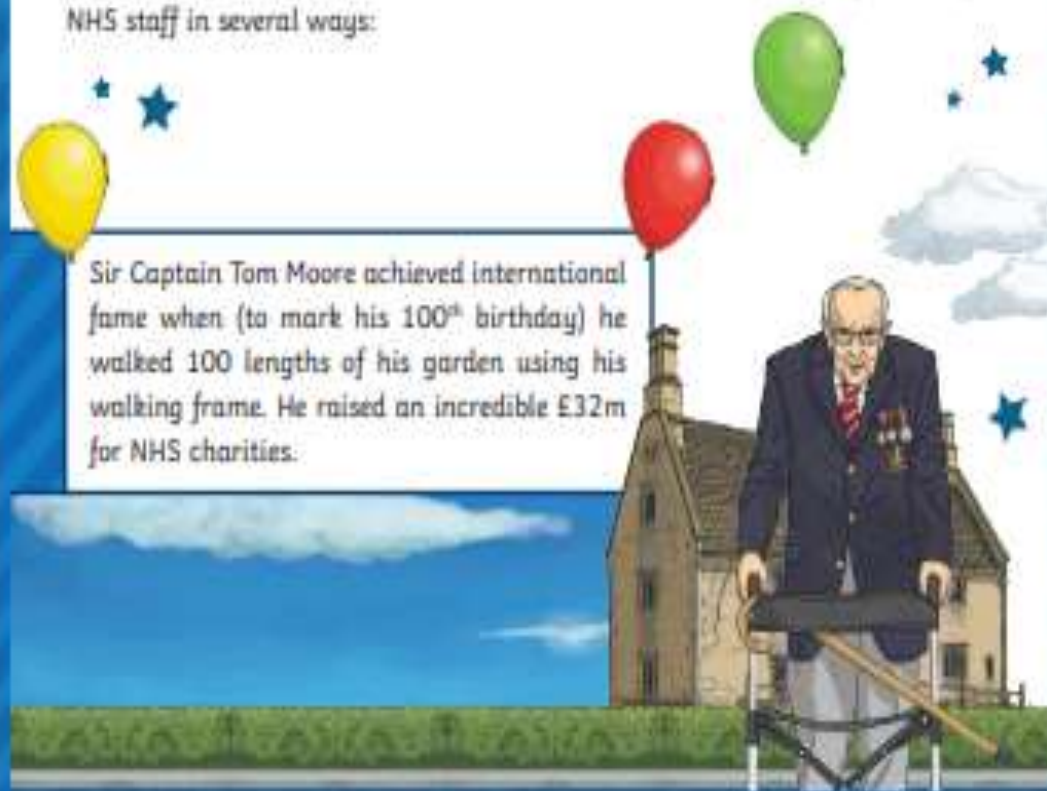 NHS staff in several ways:
Sir Captain Tom Moore achieved international
fame when (to mark his 100th birthday) he
walked 100 lengths of his garden using his
walking frame. He raised an incredible £32m
for NHS charities.